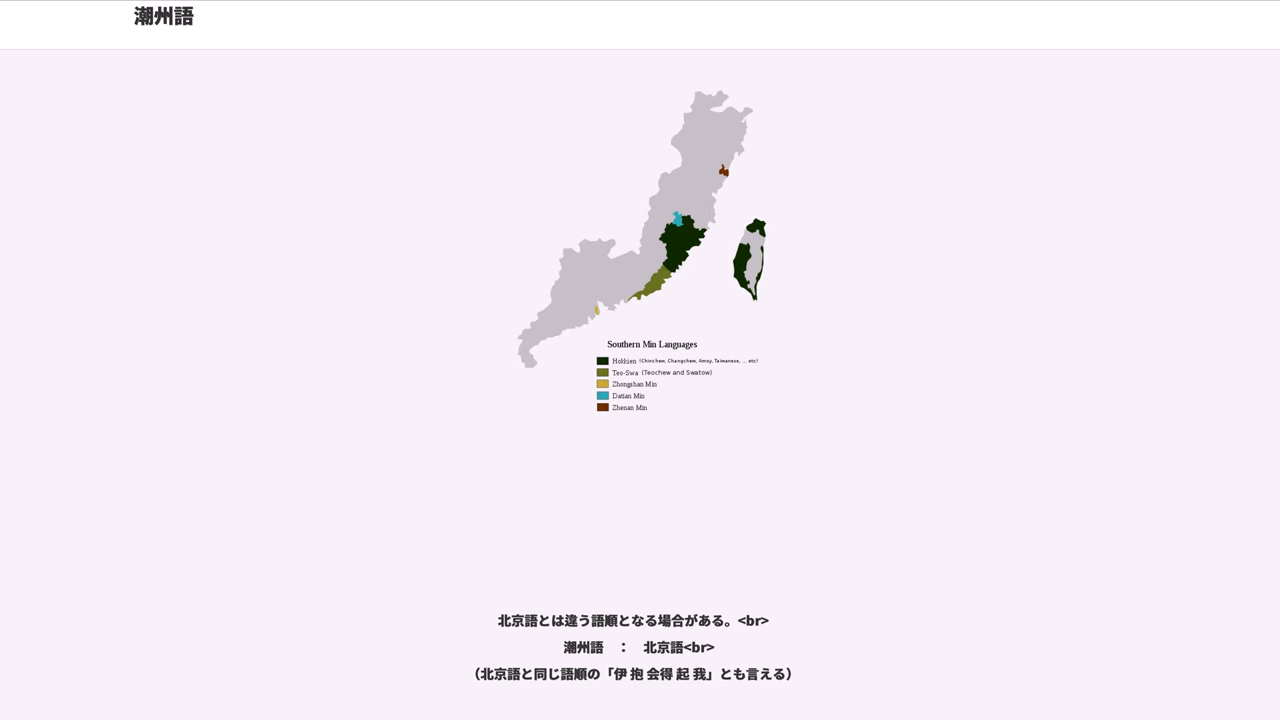 潮州語
Southern Min Languages
Hokkien (Chinchew, Changchew, Amoy, Taiwanese, ... etc)
Teo-Swa (Teochew and Swatow)
Zhongshan Min
Datian Min
Zhenan Min
北京語とは違う語順となる場合がある。<br>
潮州語　：　北京語<br>
（北京語と同じ語順の「伊 抱 会得 起 我」とも言える）